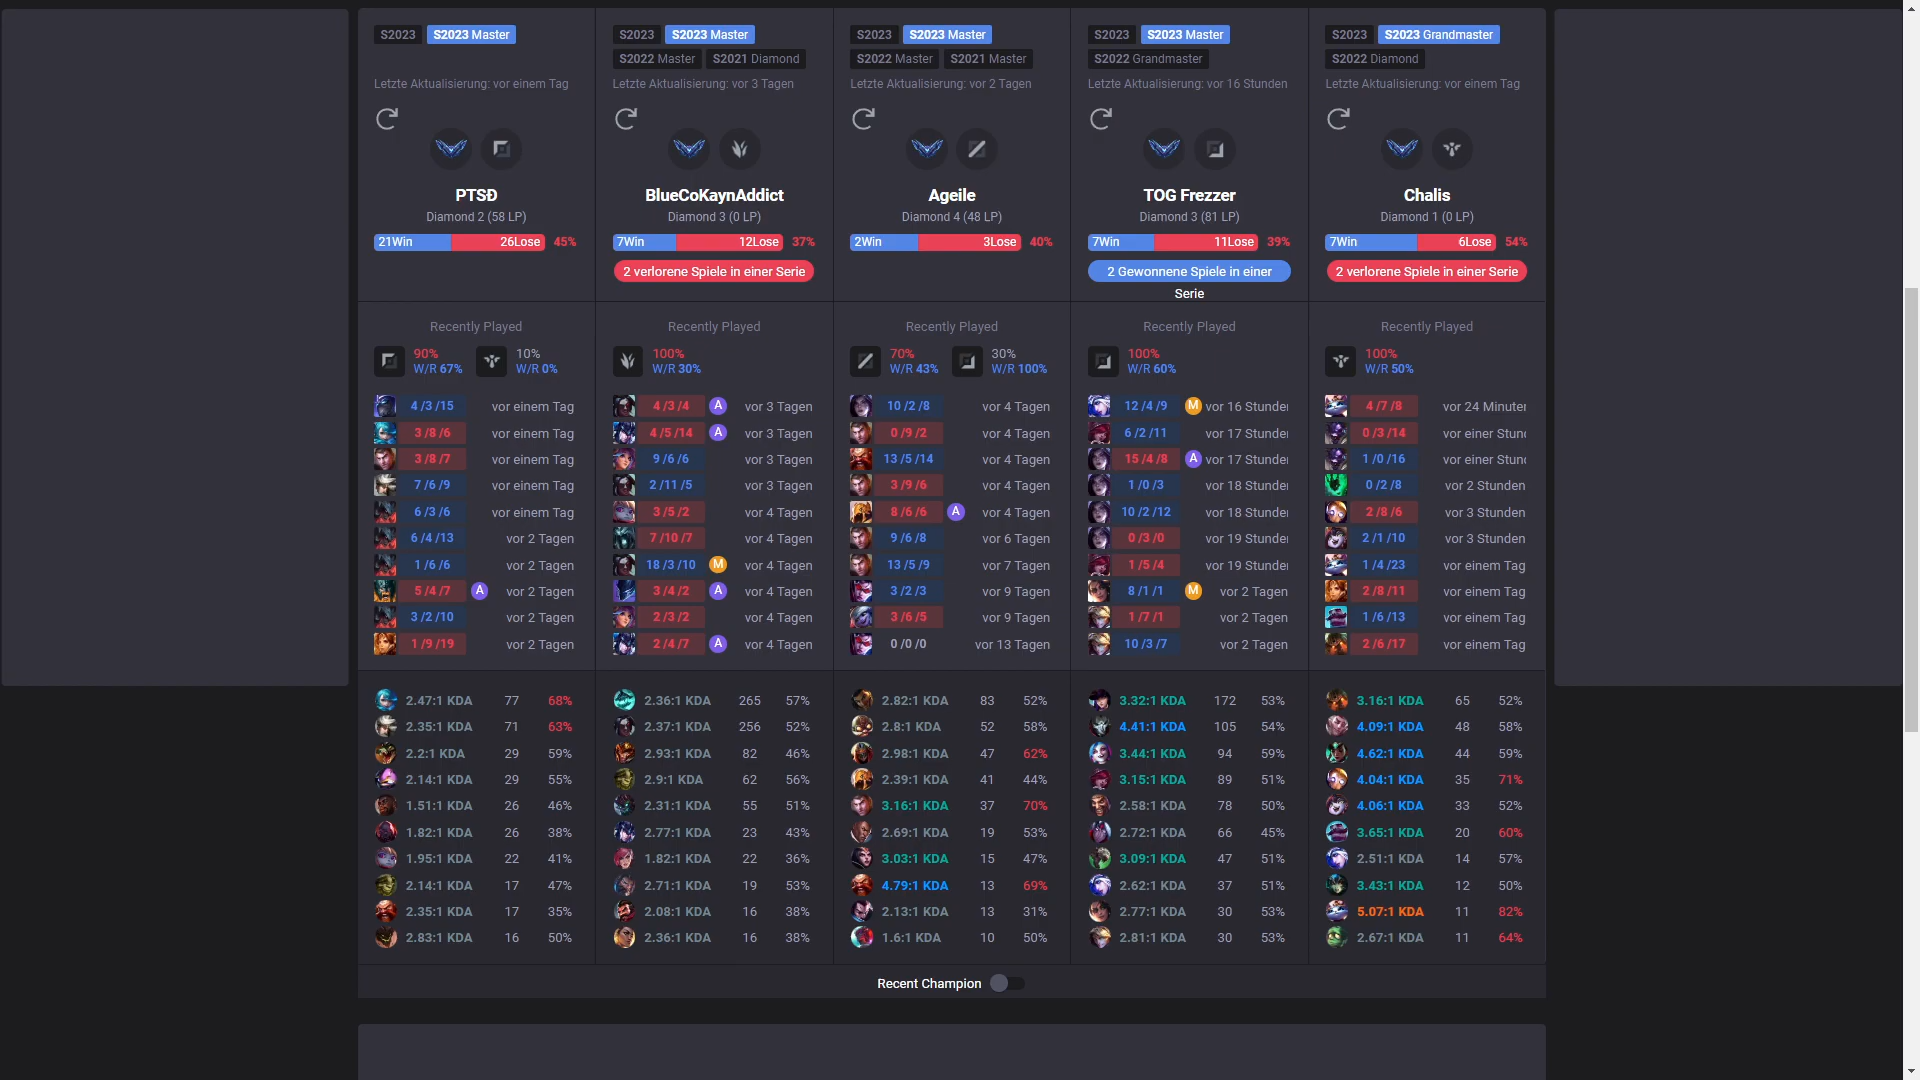 S2023 S2023 Master
Letzte Aktualisierung: vor einem Tag
PTSĐ
Diamond 2 (58 LP)
21Win 26Lose 45%
S2023 S2023 Master
S2022 Master S2021 Diamond
Letzte Aktualisierung: vor 3 Tagen
BlueCoKaynAddict
Diamond 3 (0 LP)
7Win 12Lose 37%
2 verlorene Spiele in einer Serie
S2023 S2023 Master
S2022 Master S2021 Master
Letzte Aktualisierung: vor 2 Tagen
Ageile
Diamond 4 (48 LP)
2Win 3Lose 40%
S2023 S2023 Master
S2022 Grandmaster
Letzte Aktualisierung: vor 16 Stunden
TOG Frezzer
Diamond 3 (81 LP)
7Win 11Lose 39%
2 Gewonnene Spiele in einer
Serie
S2023 S2023 Grandmaster
S2022 Diamond
Letzte Aktualisierung: vor einem Tag
Chalis
Diamond 1 (0 LP)
7Win 6Lose 54%
2 verlorene Spiele in einer Serie
Recently Played
90% 10%
W/R 67% W/R 0%
4 /3 /15 vor einem Tag
3 /8 /6 vor einem Tag
3 /8 /7 vor einem Tag
7 /6 /9 vor einem Tag
6 /3 /6 vor einem Tag
6 /4 /13 vor 2 Tagen
1 /6 /6 vor 2 Tagen
5 /4 /7 A vor 2 Tagen
3 /2 /10 vor 2 Tagen
1 /9 /19 vor 2 Tagen
Recently Played
100%
W/R 30%
4 /3 /4 A vor 3 Tagen
4 /5 /14 A vor 3 Tagen
9 /6 /6 vor 3 Tagen
2 /11 /5 vor 3 Tagen
3 /5 /2 vor 4 Tagen
7 /10 /7 vor 4 Tagen
18 /3 /10 M vor 4 Tagen
3 /4 /2 A vor 4 Tagen
2 /3 /2 vor 4 Tagen
2 /4 /7 A vor 4 Tagen
Recently Played
70% 30%
W/R 43% W/R 100%
10 /2 /8 vor 4 Tagen
0 /9 /2 vor 4 Tagen
13 /5 /14 vor 4 Tagen
3 /9 /6 vor 4 Tagen
8 /6 /6 A vor 4 Tagen
9 /6 /8 vor 6 Tagen
13 /5 /9 vor 7 Tagen
3 /2 /3 vor 9 Tagen
3 /6 /5 vor 9 Tagen
0 /0 /0 vor 13 Tagen
Recently Played
100%
W/R 60%
12 /4 /9 M vor 16 Stunde
6 /2 /11 vor 17 Stunde
15 /4 /8 A vor 17 Stunde
1 /0 /3 vor 18 Stunde
10 /2 /12 vor 18 Stunde
0 /3 /0 vor 19 Stunde
1 /5 /4 vor 19 Stunde
8 /1 /1 M vor 2 Tagen
1 /7 /1 vor 2 Tagen
10 /3 /7 vor 2 Tagen
Recently Played
100%
W/R 50%
4 /7 /8 vor 24 Minute
0 /3 /14 vor einer Stun
1 /0 /16 vor einer Stun
0 /2 /8 vor 2 Stunden
2 /8 /6 vor 3 Stunden
2 /1 /10 vor 3 Stunden
1 /4 /23 vor einem Tag
2 /8 /11 vor einem Tag
1 /6 /13 vor einem Tag
2 /6 /17 vor einem Tag
2.47:1 KDA 77 68%
2.35:1 KDA 71 63%
2.2:1 KDA 29 59%
2.14:1 KDA 29 55%
1.51:1 KDA 26 46%
1.82:1 KDA 26 38%
1.95:1 KDA 22 41%
2.14:1 KDA 17 47%
2.35:1 KDA 17 35%
2.83:1 KDA 16 50%
2.36:1 KDA 265 57%
2.37:1 KDA 256 52%
2.93:1 KDA 82 46%
2.9:1 KDA 62 56%
2.31:1 KDA 55 51%
2.77:1 KDA 23 43%
1.82:1 KDA 22 36%
2.71:1 KDA 19 53%
2.08:1 KDA 16 38%
2.36:1 KDA 16 38%
2.82:1 KDA 83 52%
2.8:1 KDA 52 58%
2.98:1 KDA 47 62%
2.39:1 KDA 41 44%
3.16:1 KDA 37 70%
2.69:1 KDA 19 53%
3.03:1 KDA 15 47%
4.79:1 KDA 13 69%
2.13:1 KDA 13 31%
1.6:1 KDA 10 50%
3.32:1 KDA 172 53%
4.41:1 KDA 105 54%
3.44:1 KDA 94 59%
3.15:1 KDA 89 51%
2.58:1 KDA 78 50%
2.72:1 KDA 66 45%
3.09:1 KDA 47 51%
2.62:1 KDA 37 51%
2.77:1 KDA 30 53%
2.81:1 KDA 30 53%
3.16:1 KDA 65 52%
4.09:1 KDA 48 58%
4.62:1 KDA 44 59%
4.04:1 KDA 35 71%
4.06:1 KDA 33 52%
3.65:1 KDA 20 60%
2.51:1 KDA 14 57%
3.43:1 KDA 12 50%
5.07:1 KDA 11 82%
2.67:1 KDA 11 64%
Recent Champion